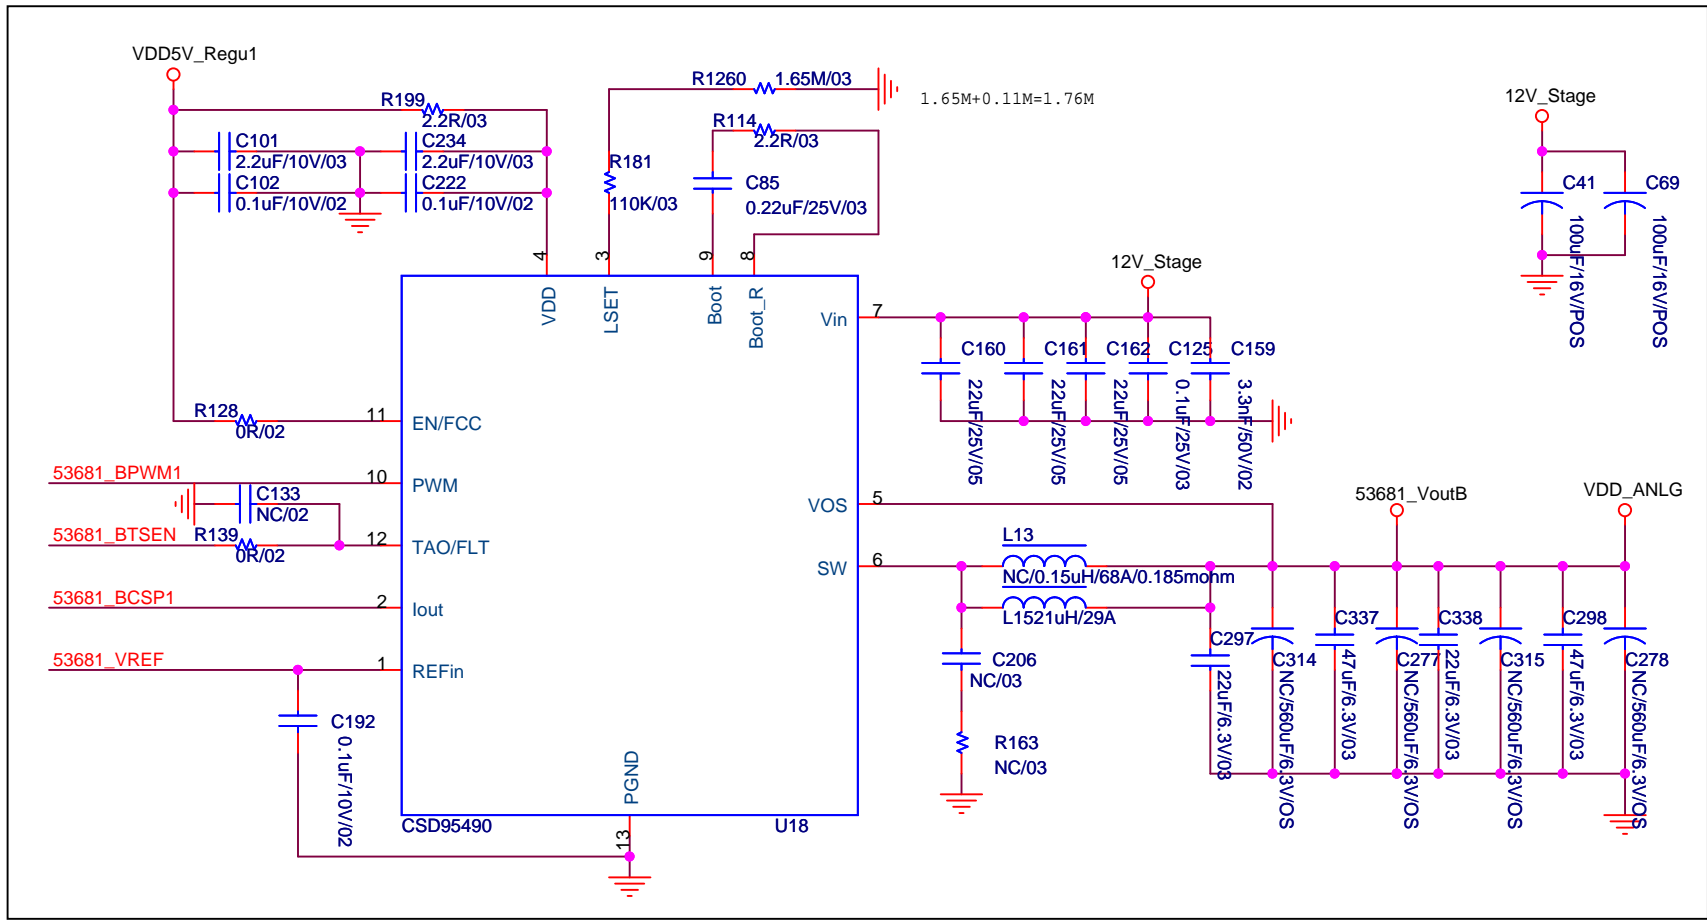 VDD5V_Regu1
R199
2.2R/03
C101
2.2uF/10V/03
C234
2.2uF/10V/03
C102
0.1uF/10V/02
C222
0.1uF/10V/02
R1260
1.65M/03
1.65M+0.11M=1.76M
R114
2.2R/03
R181
110K/03
C85
0.22uF/25V/03
12V_Stage
C41
100uF/16V/POS
C69
100uF/16V/POS
4
3
9
8
VDD
LSET
Boot
Boot_R
12V_Stage
Vin
7
C160
22uF/25V/05
C161
22uF/25V/05
C162
22uF/25V/05
C125
0.1uF/25V/03
C159
3.3nF/50V/02
R128
0R/02
11
EN/FCC
53681_BPWM1
10
PWM
C133
NC/02
53681_BTSEN
R139
0R/02
12
TAO/FLT
53681_BCSP1
2
Iout
53681_VREF
1
REFin
C192
0.1uF/10V/02
VOS
5
SW
6
53681_VoutB
VDD_ANLG
L13
NC/0.15uH/68A/0.185mohm
L1521uH/29A
C206
NC/03
R163
NC/03
C297
22uF/6.3V/03
C314
NC/560uF/6.3V/OS
C337
47uF/6.3V/03
C277
NC/560uF/6.3V/OS
C338
22uF/6.3V/03
C315
NC/560uF/6.3V/OS
C298
47uF/6.3V/03
C278
NC/560uF/6.3V/OS
PGND
13
CSD95490
U18